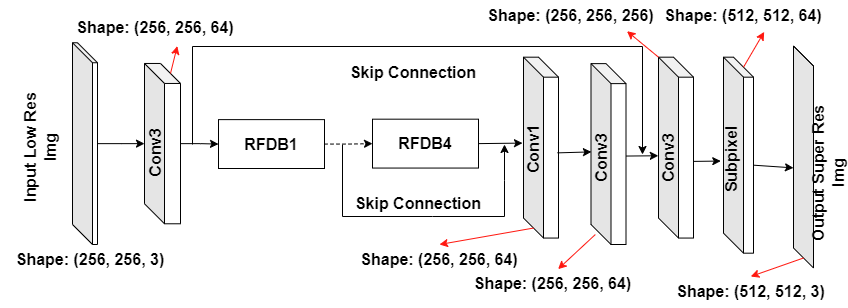 Shape: (256, 256, 64)
Shape: (256, 256, 256)
Shape: (512, 512, 64)
Skip Connection
Input Low Res
Img
Conv3
RFDB1
RFDB4
Conv1
Conv3
Conv3
Subpixel
Output Super Res
Img
Skip Connection
Shape: (256, 256, 3)
Shape: (256, 256, 64)
Shape: (256, 256, 64)
Shape: (512, 512, 3)